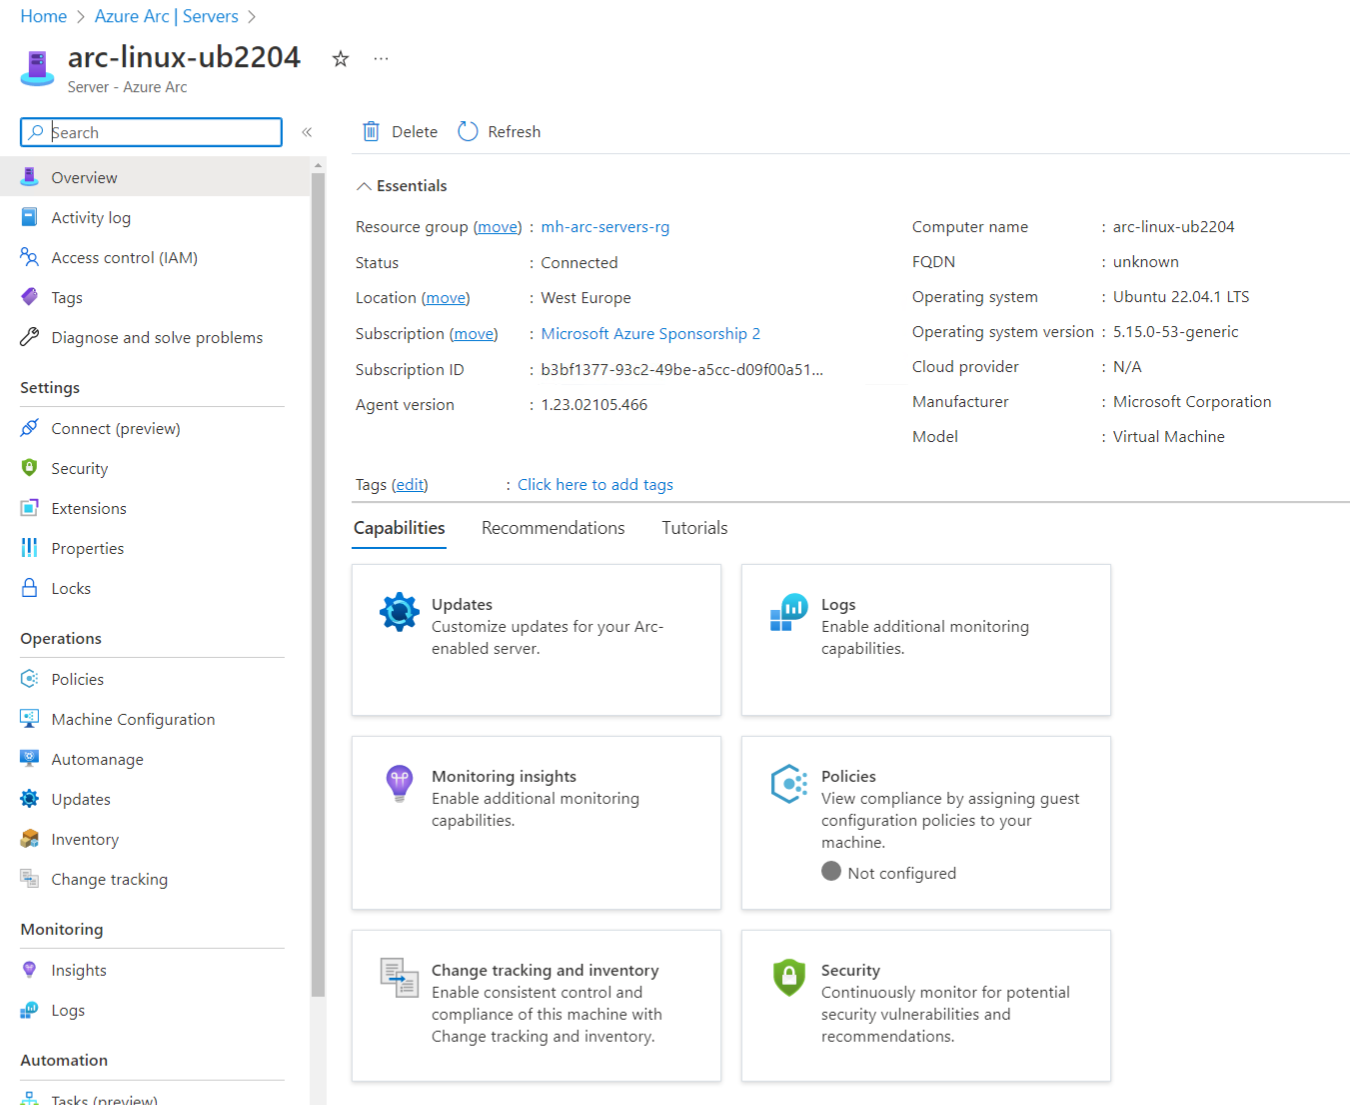 Home > Azure Arc | Servers >
arc-linux-ub2204
Server - Azure Arc
Search
Delete
Refresh
Overview
Activity log
Access control (IAM)
Tags
Diagnose and solve problems
Settings
Connect (preview)
Security
Extensions
Properties
Locks
Operations
Policies
Machine Configuration
Automanage
Updates
Inventory
Change tracking
Monitoring
Insights
Logs
Automation
Tasks (preview)
Essentials
Resource group (move) : mh-arc-servers-rg
Status : Connected
Location (move) : West Europe
Subscription (move) : Microsoft Azure Sponsorship 2
Subscription ID : b3bf1377-93c2-49be-a5cc-d09f00a51...
Agent version : 1.23.02105.466
Computer name : arc-linux-ub2204
FQDN : unknown
Operating system : Ubuntu 22.04.1 LTS
Operating system version : 5.15.0-53-generic
Cloud provider : N/A
Manufacturer : Microsoft Corporation
Model : Virtual Machine
Tags (edit) : Click here to add tags
Capabilities
Recommendations
Tutorials
Updates
Customize updates for your Arc-
enabled server.
Logs
Enable additional monitoring
capabilities.
Monitoring insights
Enable additional monitoring
capabilities.
Policies
View compliance by assigning guest
configuration policies to your
machine.
Not configured
Change tracking and inventory
Enable consistent control and
compliance of this machine with
Change tracking and inventory.
Security
Continuously monitor for potential
security vulnerabilities and
recommendations.